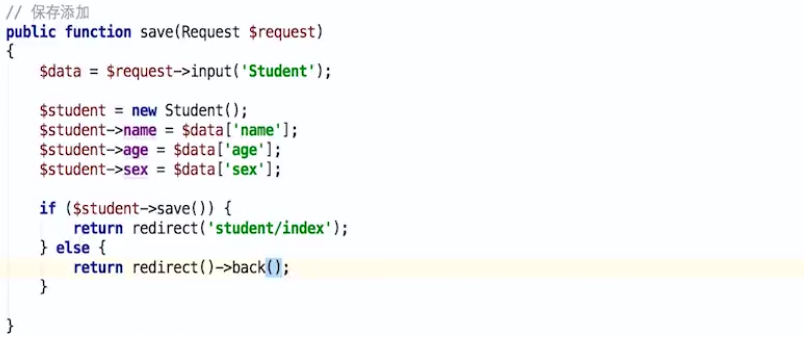 // 保存添加
public function save(Request $request)
{
    $data = $request->input('Student');

    $student = new Student();
    $student->name = $data['name'];
    $student->age = $data['age'];
    $student->sex = $data['sex'];

    if ($student->save()) {
        return redirect('student/index');
    } else {
        return redirect()->back();
    }

}